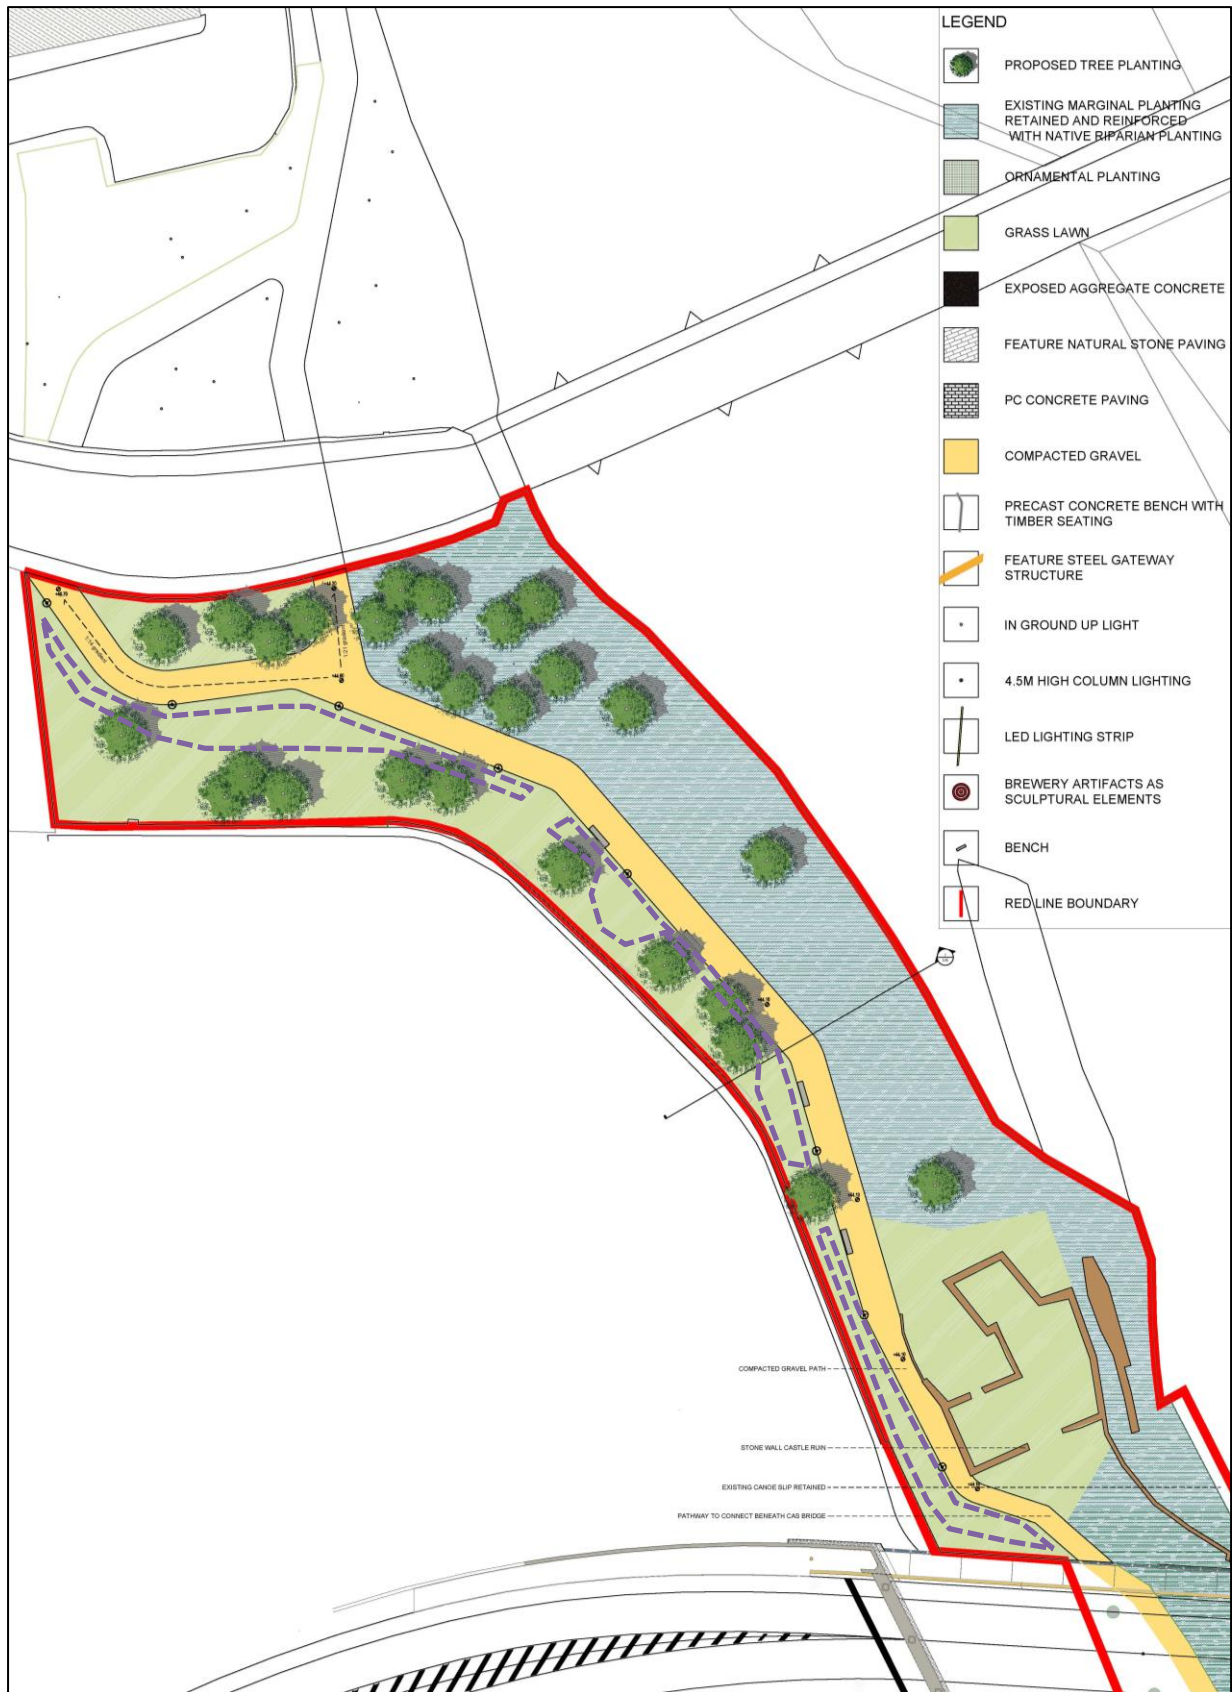 LEGEND
PROPOSED TREE PLANTING
EXISTING MARGINAL PLANTING
RETAINED AND REINFORCED
WITH NATIVE RIPARIAN PLANTING
ORNAMENTAL PLANTING
GRASS LAWN
EXPOSED AGGREGATE CONCRETE
FEATURE NATURAL STONE PAVING
PC CONCRETE PAVING
COMPACTED GRAVEL
PRECAST CONCRETE BENCH WITH
TIMBER SEATING
FEATURE STEEL GATEWAY
STRUCTURE
IN GROUND UP LIGHT
4.5M HIGH COLUMN LIGHTING
LED LIGHTING STRIP
BREWERY ARTIFACTS AS
SCULPTURAL ELEMENTS
BENCH
RED LINE BOUNDARY
1:21 gradient
COMPACTED GRAVEL PATH
STONE WALL CASTLE RUIN
EXISTING CANOE SLIP RETAINED
PATHWAY TO CONNECT BENEATH CAS BRIDGE